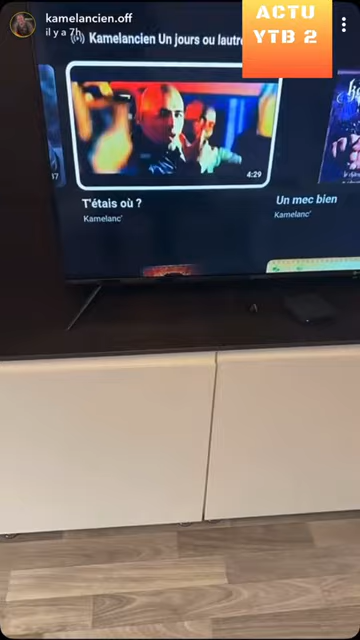 kamelancien.off
il y a 7h
ACTU
YTB 2
Kamelancien Un jours ou lautre
4:29
T'étais où ?
Kamelanc'
Un mec bien
Kamelanc'